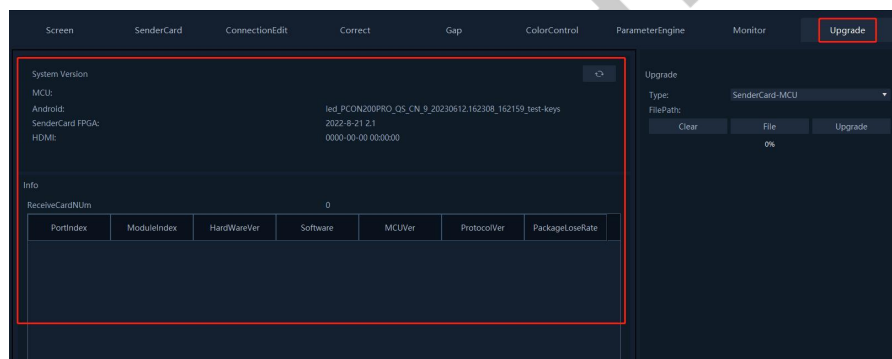 Screen SenderCard ConnectionEdit Correct Gap ColorControl ParameterEngine Monitor Upgrade
System Version
MCU:
Android: led_PCON200PRO_QS_CN_9_20230612.162308_162159_test-keys
SenderCard FPGA: 2022-8-21 2.1
HDMI: 0000-00-00 00:00:00
Info
ReceiveCardNUm 0
PortIndex ModuleIndex HardWareVer Software MCUVer ProtocolVer PackageLoseRate
Upgrade
Type: SenderCard-MCU
FilePath:
Clear File Upgrade
0%